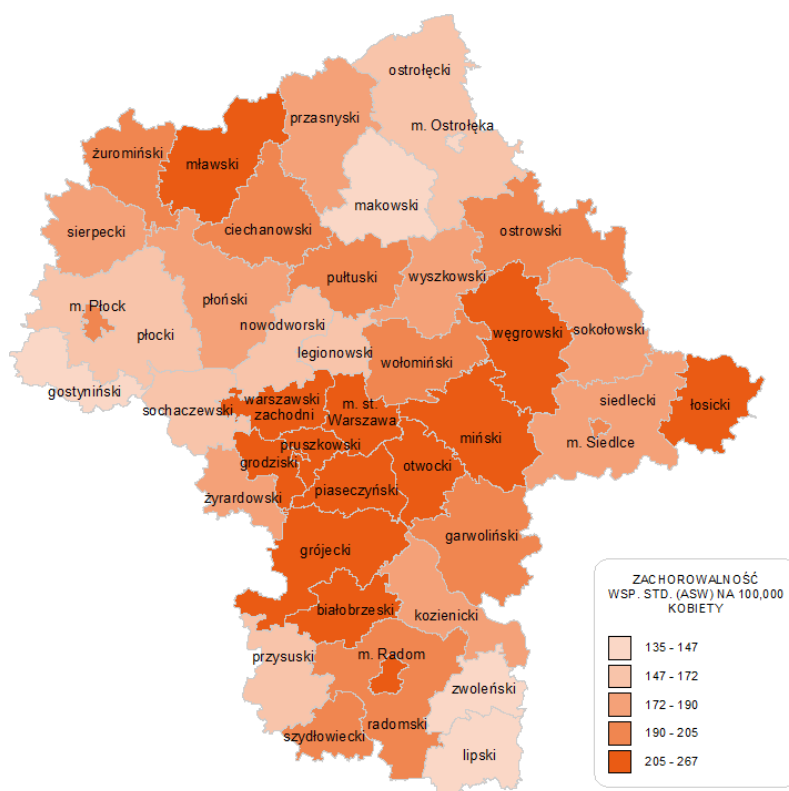 ostrołęcki
przasnyski
m. Ostrołęka
żuromiński
mławski
makowski
sierpecki
ciechanowski
ostrowski
pułtuski
wyszkowski
m. Płock
płoński
nowodworski
węgrowski
sokołowski
płocki
legionowski
wołomiński
gostyniński
siedlecki
łosicki
sochaczewski
warszawski
zachodni
m. st.
Warszawa
miński
m. Siedlce
pruszkowski
grodziski
otwocki
piaseczyński
żyrardowski
garwoliński
grójecki
białobrzeski
kozienicki
przysuski
m. Radom
zwoleński
radomski
szydłowiecki
lipski
ZACHOROWALNOŚĆ
WSP. STD. (ASW) NA 100,000
KOBIETY
135 - 147
147 - 172
172 - 190
190 - 205
205 - 267